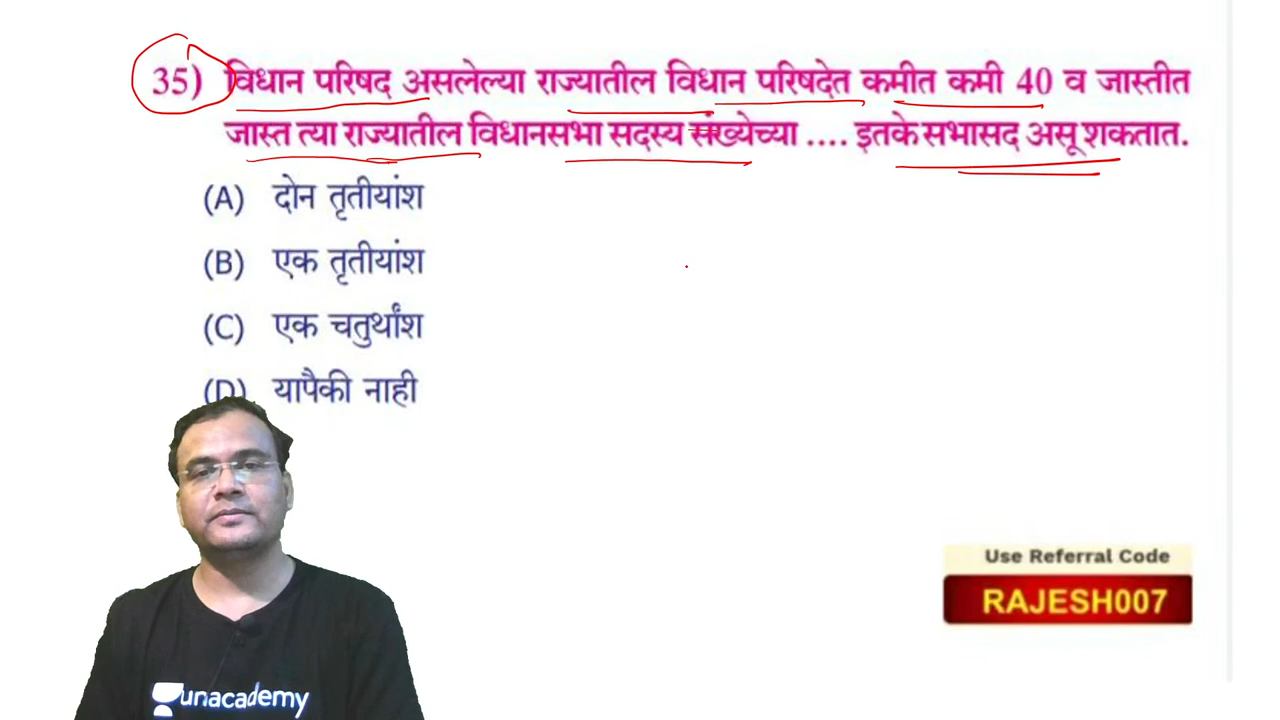 35) विधान परिषद असलेल्या राज्यातील विधान परिषदेत कमीत कमी 40 व जास्तीत
जास्त त्या राज्यातील विधानसभा सदस्य संख्येच्या .... इतके सभासद असू शकतात.
(A) दोन तृतीयांश
(B) एक तृतीयांश
(C) एक चतुर्थांश
(D) यापैकी नाही
Use Referral Code
RAJESH007
unacademy